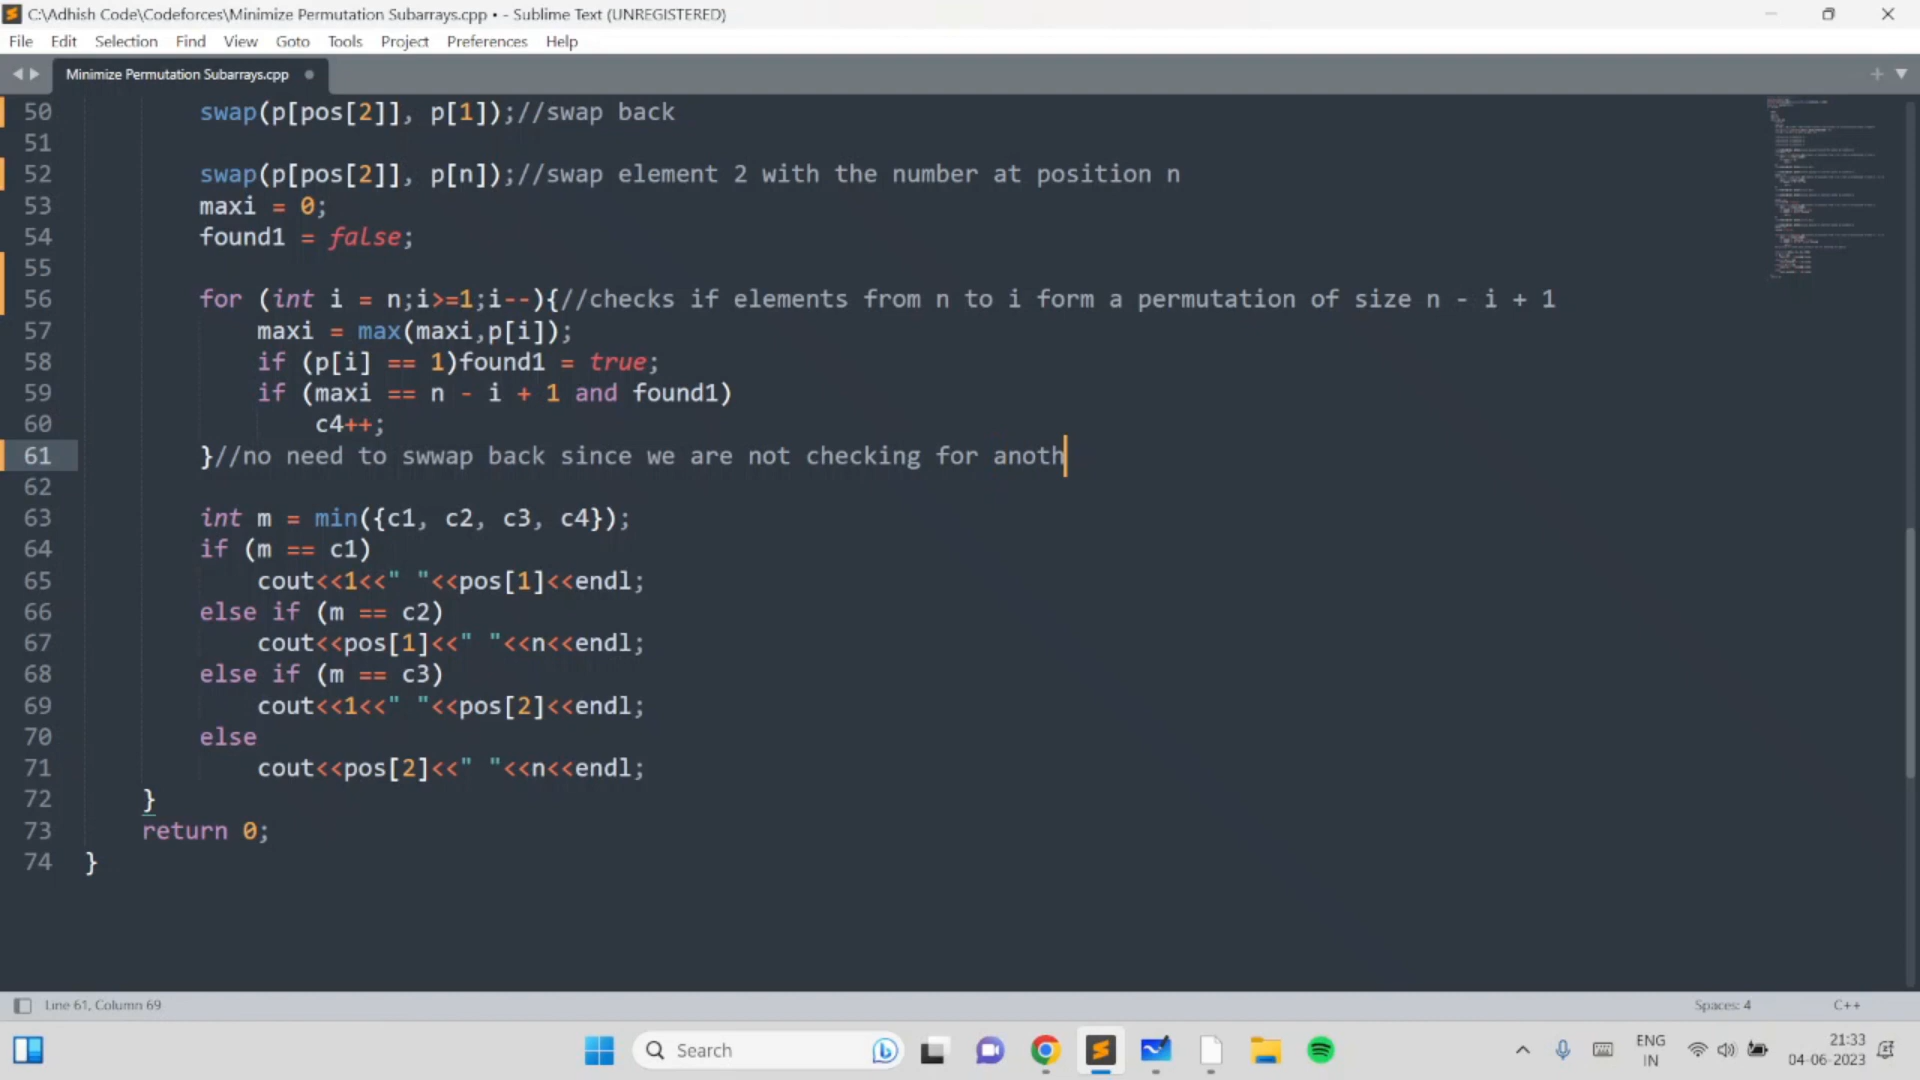 C:\Adhish Code\Codeforces\Minimize Permutation Subarrays.cpp • - Sublime Text (UNREGISTERED)
File Edit Selection Find View Goto Tools Project Preferences Help
Minimize Permutation Subarrays.cpp
50 swap(p[pos[2]], p[1]);//swap back
51
52 swap(p[pos[2]], p[n]);//swap element 2 with the number at position n
53 maxi = 0;
54 found1 = false;
55
56 for (int i = n;i>=1;i--){//checks if elements from n to i form a permutation of size n - i + 1
57 maxi = max(maxi,p[i]);
58 if (p[i] == 1)found1 = true;
59 if (maxi == n - i + 1 and found1)
60 c4++;
61 }//no need to swwap back since we are not checking for anoth
62
63 int m = min({c1, c2, c3, c4});
64 if (m == c1)
65 cout<<1<<" "<<pos[1]<<endl;
66 else if (m == c2)
67 cout<<pos[1]<<" "<<n<<endl;
68 else if (m == c3)
69 cout<<1<<" "<<pos[2]<<endl;
70 else
71 cout<<pos[2]<<" "<<n<<endl;
72 }
73 return 0;
74 }
Line 61, Column 69 Spaces: 4 C++
Search
ENG
IN
21:33
04-06-2023